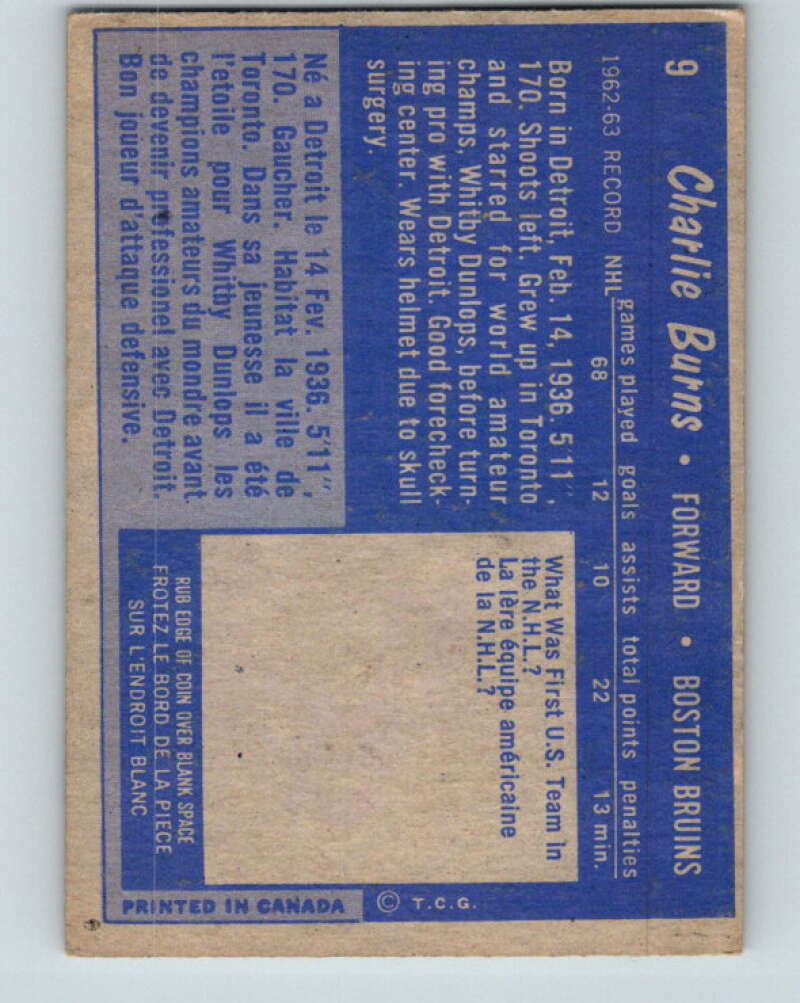 9 Charlie Burns • FORWARD • BOSTON BRUINS
games played goals assists total points penalties
1962-63 RECORD NHL 68 12 10 22 13 min.
Born in Detroit, Feb. 14, 1936. 5'11",
170. Shoots left. Grew up in Toronto
and starred for world amateur
champs, Whitby Dunlops, before turn-
ing pro with Detroit. Good forecheck-
ing center. Wears helmet due to skull
surgery.
Né a Detroit le 14 Fev. 1936. 5'11",
170. Gaucher. Habitat la ville de
Toronto. Dans sa jeunesse il a été
l'etoile pour Whitby Dunlops les
champions amateurs du mondre avant
de devenir professionel avec Detroit.
Bon joueur d'attaque defensive.
What Was First U.S. Team In
the N.H.L.?
La lère équipe américaine
de la N.H.L.?
RUB EDGE OF COIN OVER BLANK SPACE
FROTEZ LE BORD DE LA PIECE
SUR L'ENDROIT BLANC
© T.C.G.
PRINTED IN CANADA